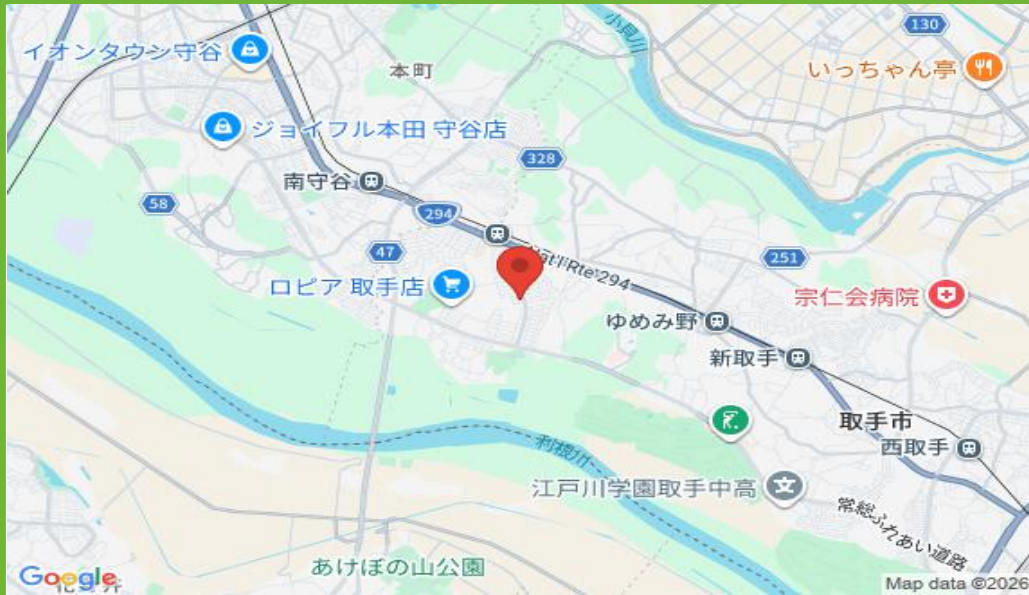 130
小貝川
イオンタウン守谷
本町
いっちゃん亭
ジョイフル本田 守谷店
328
南守谷
58
294
47
251
Nat'l Rte 294
ロピア 取手店
宗仁会病院
ゆめみ野
新取手
取手市
西取手
利根川
江戸川学園取手中高
常総ふれあい道路
あけぼの山公園
Google
Map data ©2026